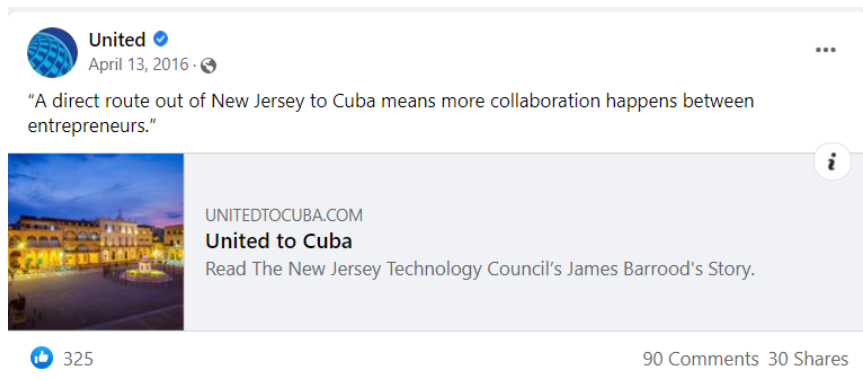 United
April 13, 2016 ·
“A direct route out of New Jersey to Cuba means more collaboration happens between
entrepreneurs.”
i
UNITEDTOCUBA.COM
United to Cuba
Read The New Jersey Technology Council’s James Barrood's Story.
325
90 Comments 30 Shares